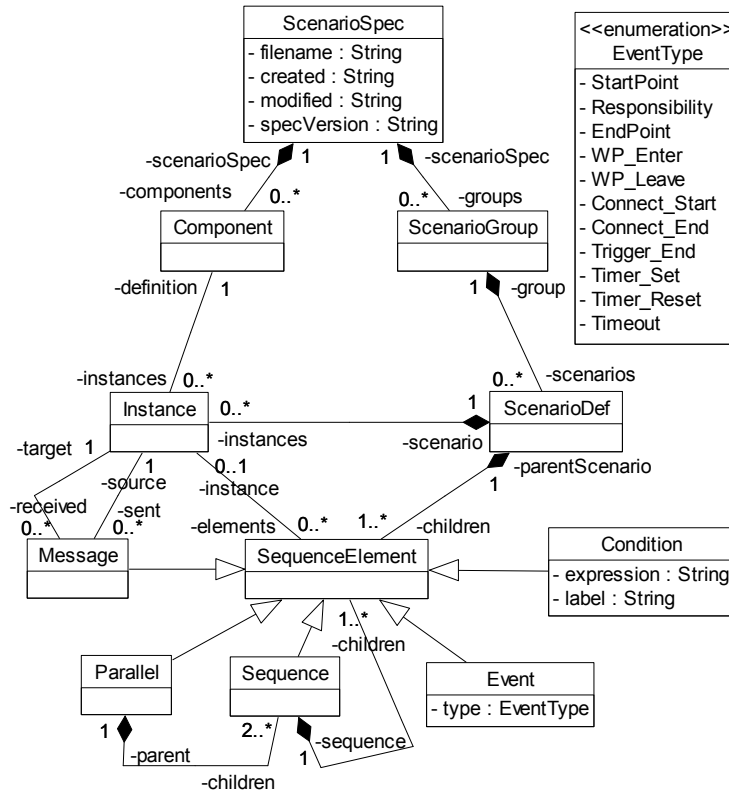 ScenarioSpec
- filename : String
- created : String
- modified : String
- specVersion : String
<<enumeration>>
EventType
- StartPoint
- Responsibility
- EndPoint
- WP_Enter
- WP_Leave
- Connect_Start
- Connect_End
- Trigger_End
- Timer_Set
- Timer_Reset
- Timeout
-scenarioSpec 1 1 -scenarioSpec
-components 0..* 0..* -groups
Component
ScenarioGroup
-definition 1
1 -group
-instances 0..*
0..* -scenarios
Instance
ScenarioDef
0..* 1
-instances -scenario
-target 1 1 0..1
-source -instance
1 -parentScenario
-received -sent
0..* 0..*
-elements 0..* 1..* -children
Message
SequenceElement
Condition
- expression : String
- label : String
1..*
-children
Parallel
Sequence
Event
- type : EventType
1 2..* 1 -sequence
-parent
-children